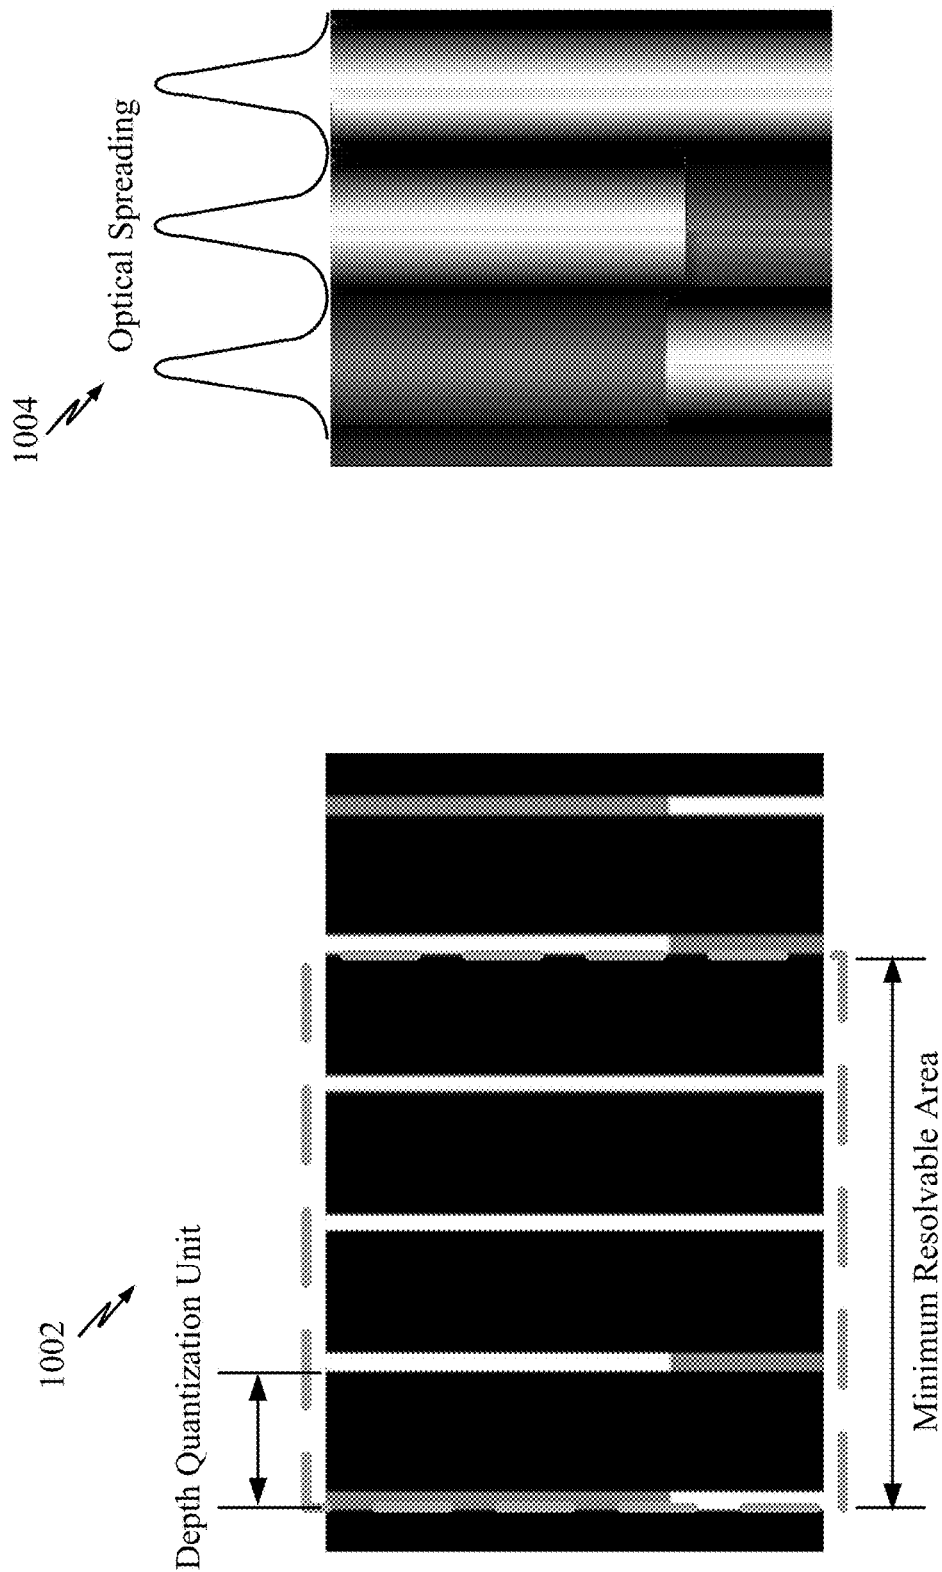 1002
Depth Quantization Unit
Minimum Resolvable Area
1004
Optical Spreading